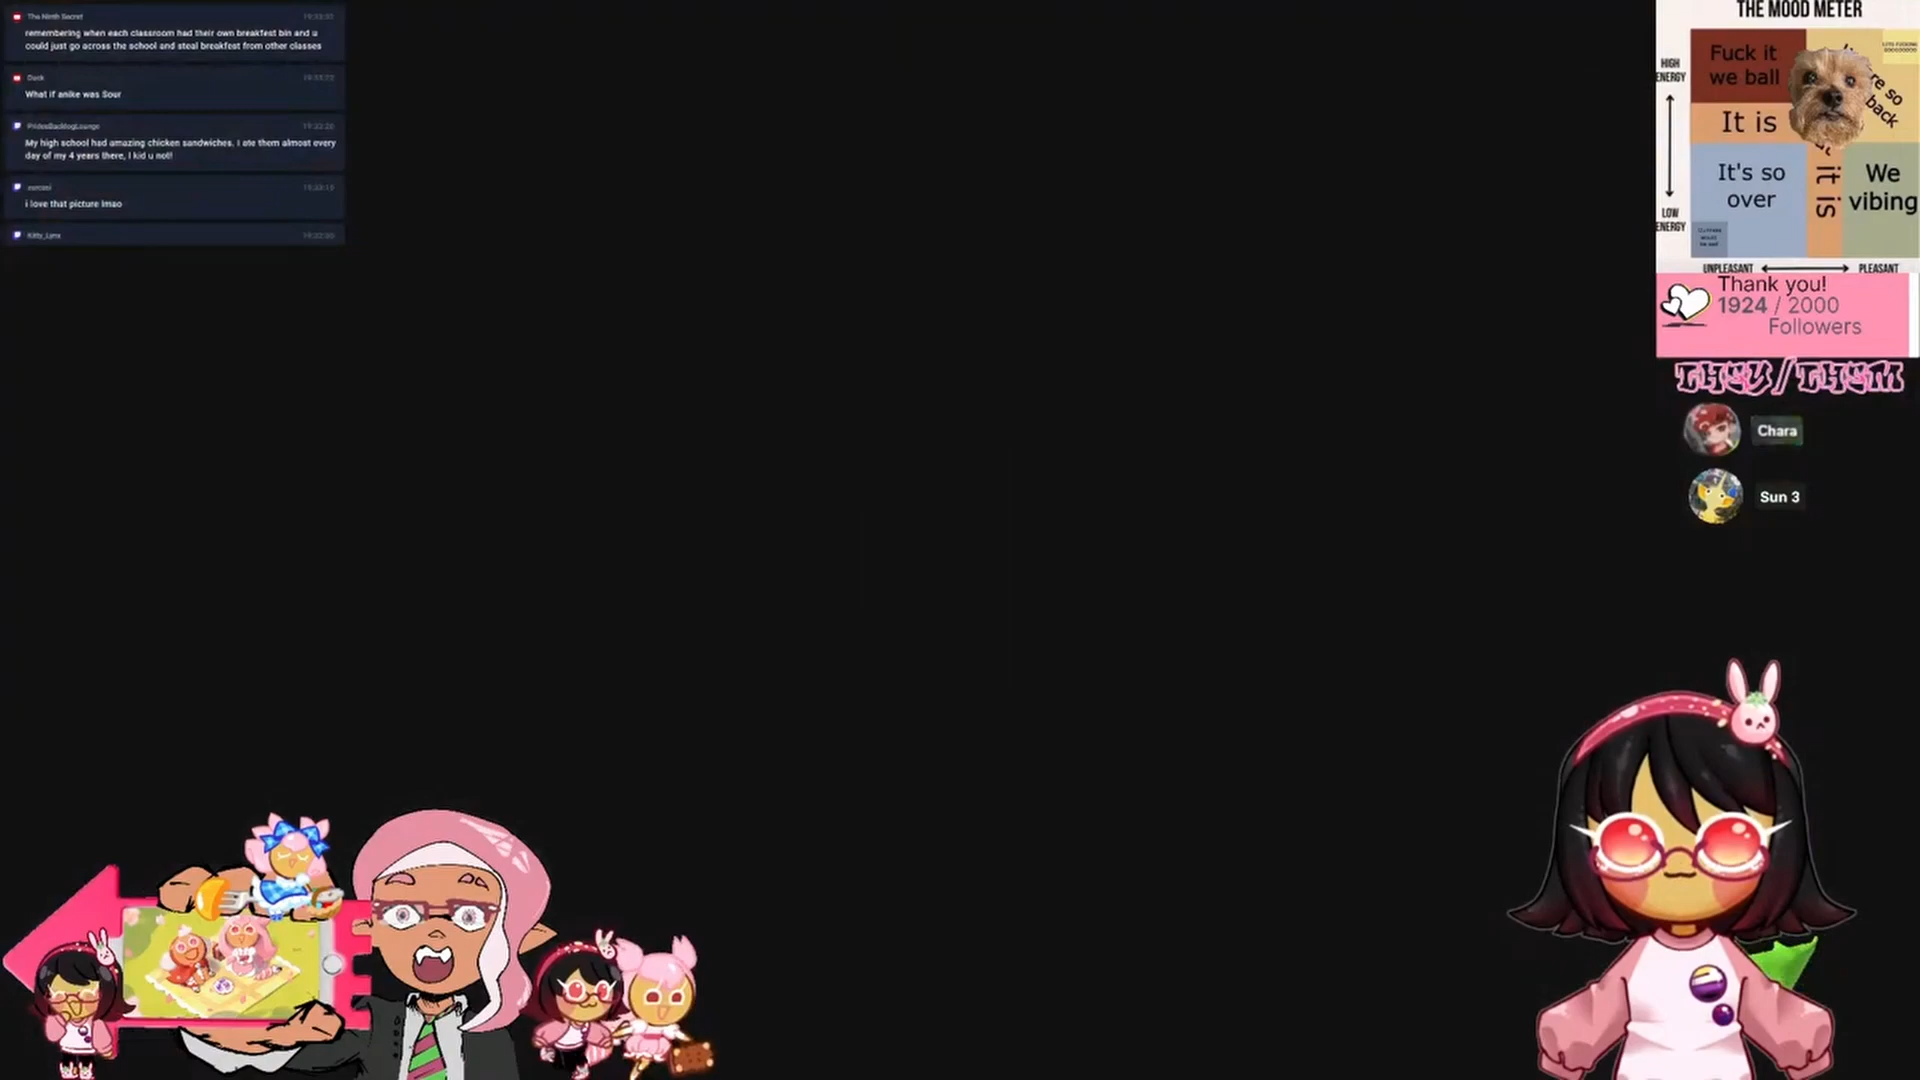 The Ninth Secret
remembering when each classroom had their own breakfast bin and u
could just go across the school and steal breakfast from other classes
Duck
What if anike was Sour
PridesBacklogLounge
My high school had amazing chicken sandwiches. I ate them almost every
day of my 4 years there, I kid u not!
i love that picture lmao
Kitty_Lynx
THE MOOD METER
HIGH
ENERGY
LOW
ENERGY
Fuck it
we ball
re so
back
It is
it is
It's so
over
We
vibing
UNPLEASANT
PLEASANT
Thank you!
1924 / 2000
Followers
THEY/THEM
Chara
Sun 3